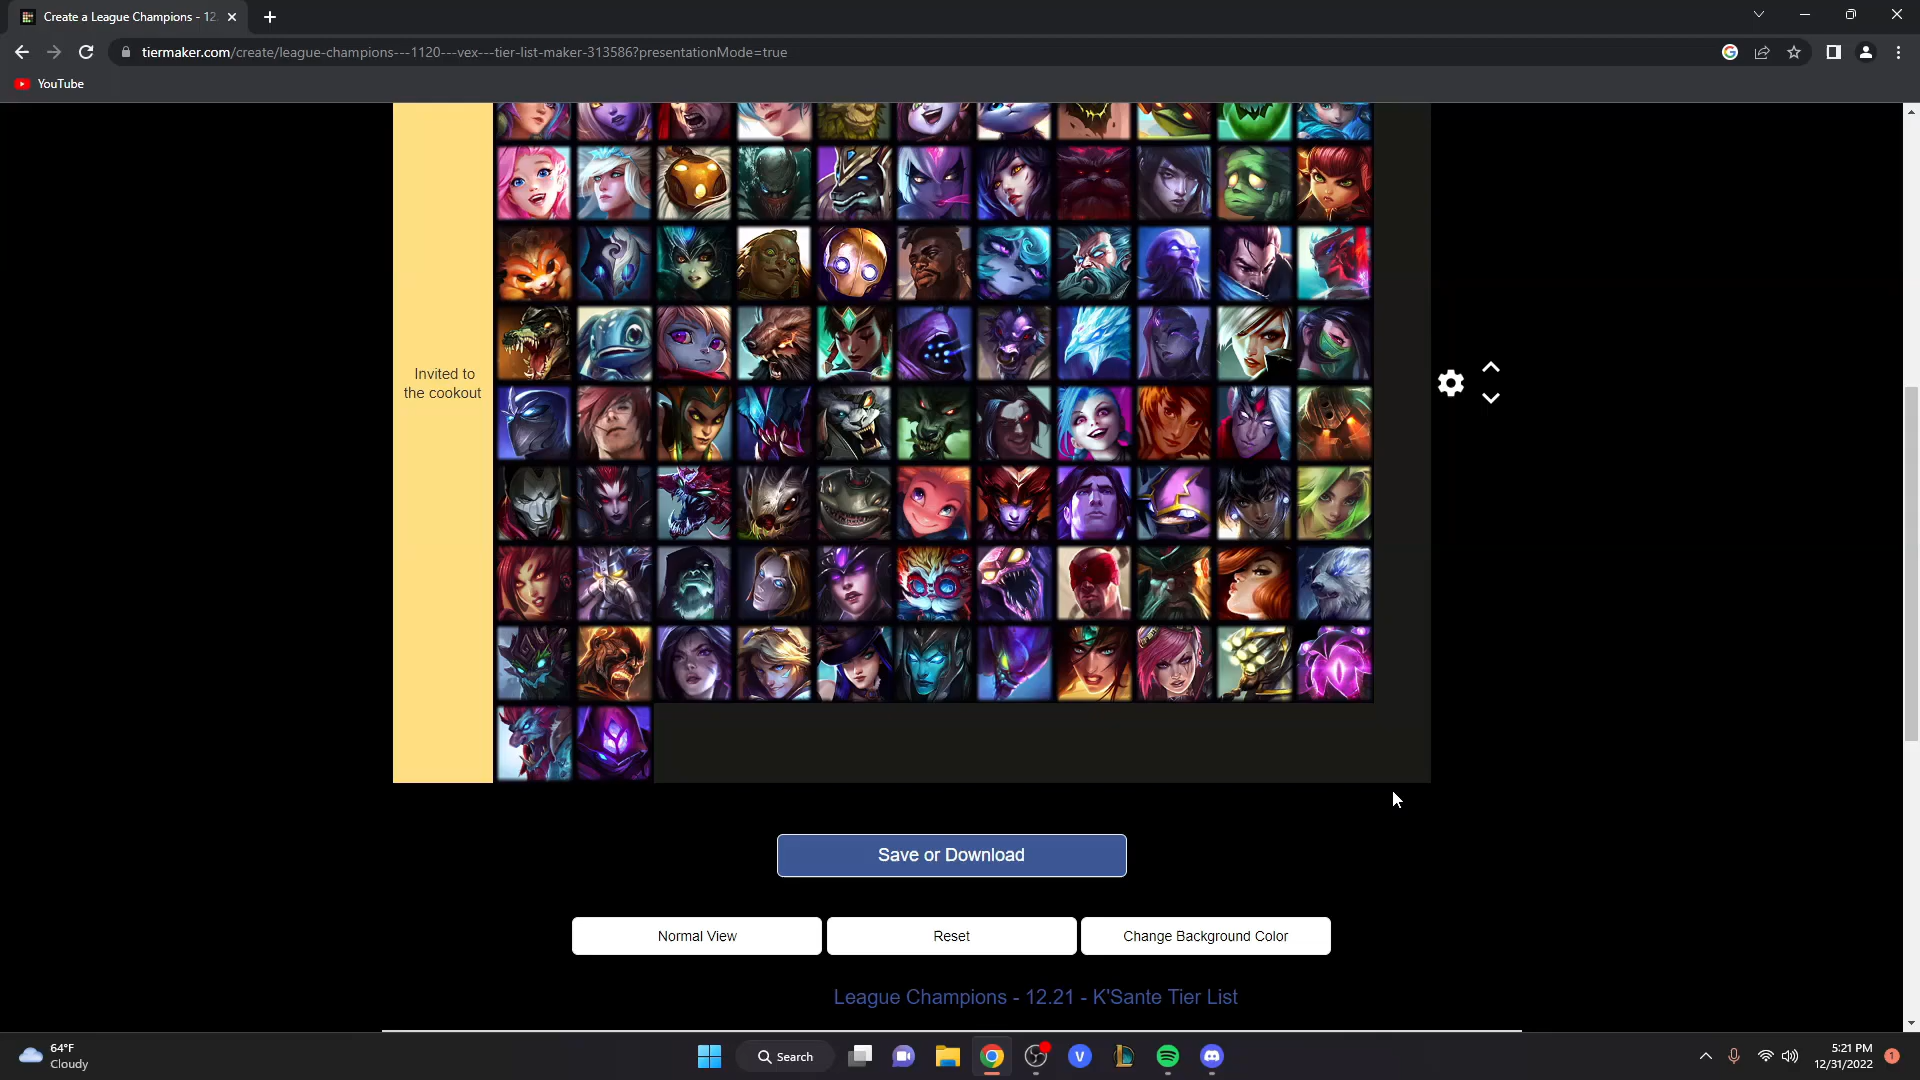 Create a League Champions - 12.
tiermaker.com/create/league-champions---1120---vex---tier-list-maker-313586?presentationMode=true
YouTube
Invited to
the cookout
Save or Download
Normal View
Reset
Change Background Color
League Champions - 12.21 - K'Sante Tier List
64°F
Cloudy
Search
V
5:21 PM
12/31/2022
1